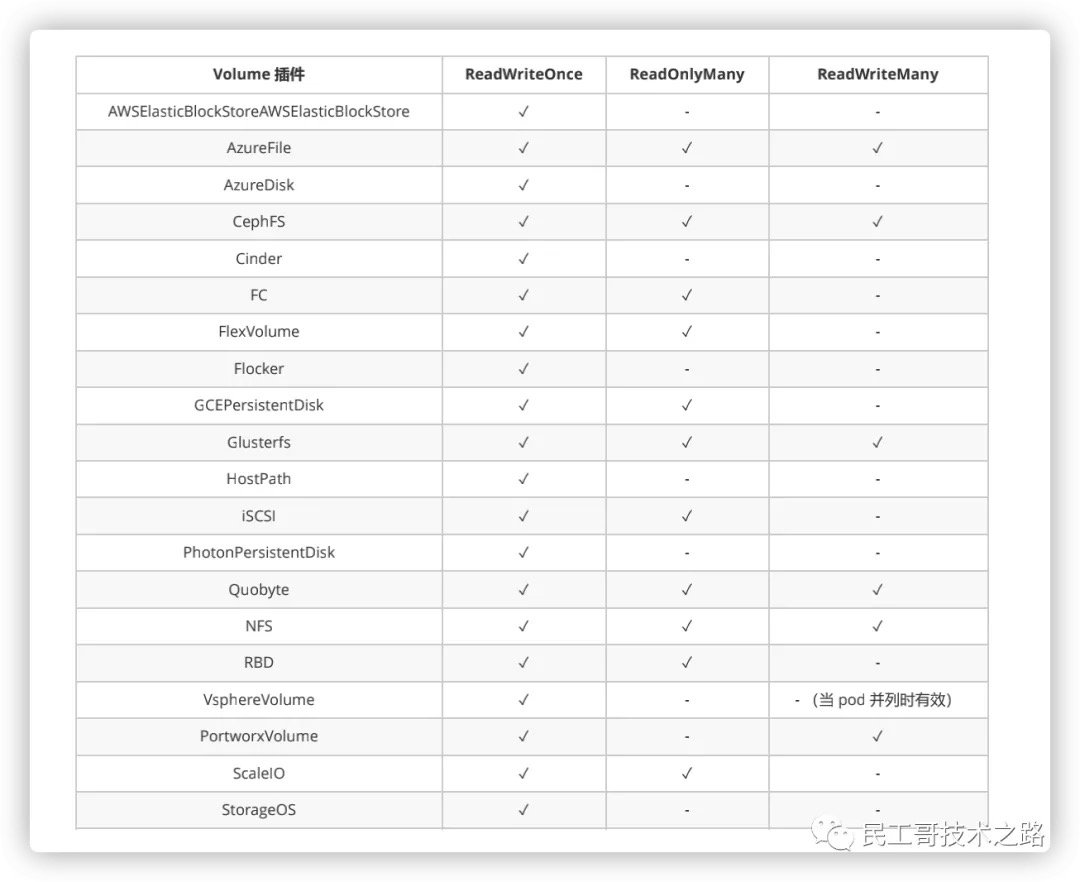 Volume 插件 ReadWriteOnce ReadOnlyMany ReadWriteMany
AWSElasticBlockStoreAWSElasticBlockStore ✓ - -
AzureFile ✓ ✓ ✓
AzureDisk ✓ - -
CephFS ✓ ✓ ✓
Cinder ✓ - -
FC ✓ ✓ -
FlexVolume ✓ ✓ -
Flocker ✓ - -
GCEPersistentDisk ✓ ✓ -
Glusterfs ✓ ✓ ✓
HostPath ✓ - -
iSCSI ✓ ✓ -
PhotonPersistentDisk ✓ - -
Quobyte ✓ ✓ ✓
NFS ✓ ✓ ✓
RBD ✓ ✓ -
VsphereVolume ✓ - - (当 pod 并列时有效)
PortworxVolume ✓ - ✓
ScaleIO ✓ ✓ -
StorageOS ✓ - -
民工哥技术之路